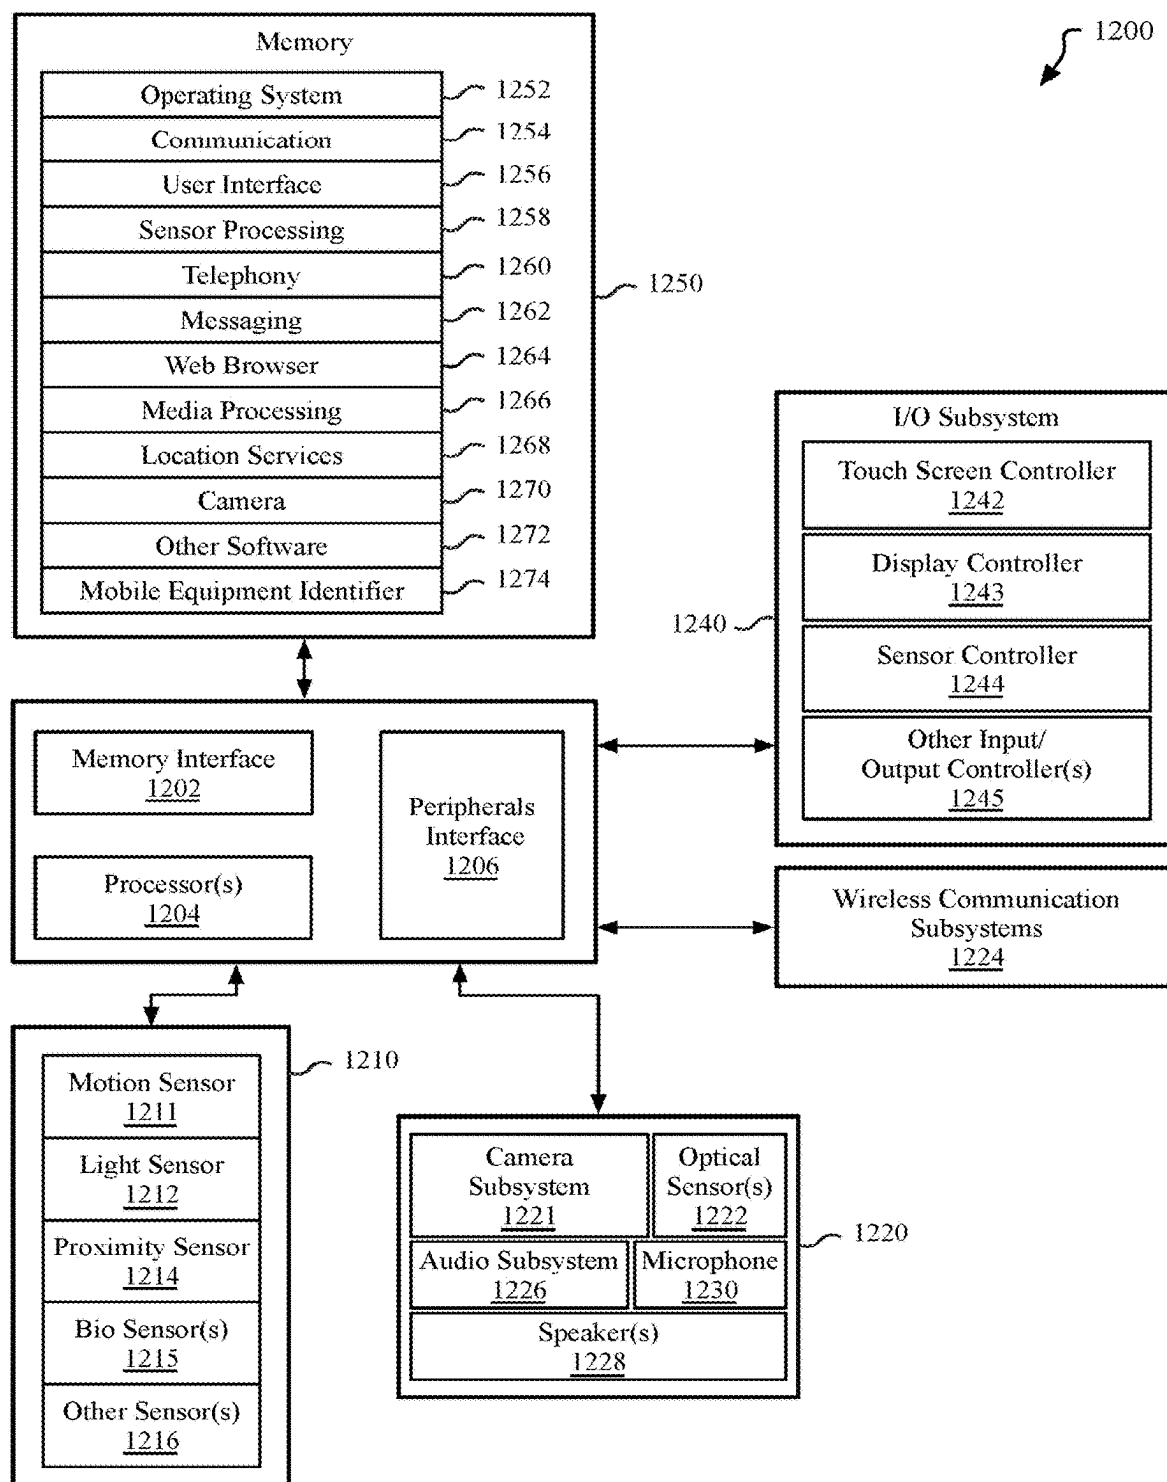 Memory
1200
Operating System 1252
Communication 1254
User Interface 1256
Sensor Processing 1258
Telephony 1260
Messaging 1262
Web Browser 1264
Media Processing 1266
Location Services 1268
Camera 1270
Other Software 1272
Mobile Equipment Identifier 1274
1250
I/O Subsystem
Touch Screen Controller
1242
Display Controller
1243
Sensor Controller
1244
Other Input/
Output Controller(s)
1245
1240
Memory Interface
1202
Processor(s)
1204
Peripherals
Interface
1206
Wireless Communication
Subsystems
1224
1210
Motion Sensor
1211
Light Sensor
1212
Proximity Sensor
1214
Bio Sensor(s)
1215
Other Sensor(s)
1216
Camera
Subsystem
1221
Optical
Sensor(s)
1222
Audio Subsystem
1226
Microphone
1230
Speaker(s)
1228
1220